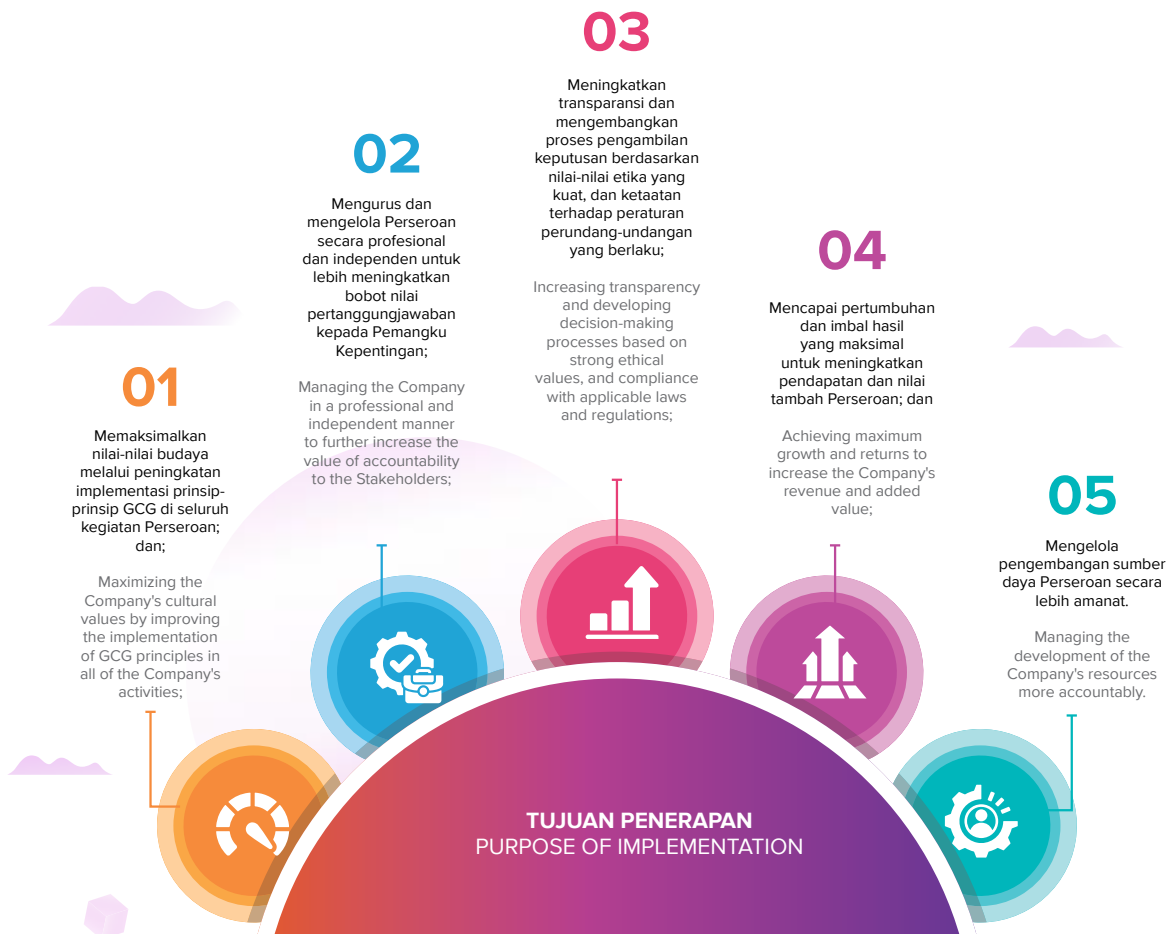 01
Memaksimalkan
nilai-nilai budaya
melalui peningkatan
implementasi prinsip-
prinsip GCG di seluruh
kegiatan Perseroan;
dan;
Maximizing the
Company's cultural
values by improving
the implementation
of GCG principles in
all of the Company's
activities;
02
Mengurus dan
mengelola Perseroan
secara profesional
dan independen untuk
lebih meningkatkan
bobot nilai
pertanggungjawaban
kepada Pemangku
Kepentingan;
Managing the Company
in a professional and
independent manner
to further increase the
value of accountability
to the Stakeholders;
03
Meningkatkan
transparansi dan
mengembangkan
proses pengambilan
keputusan berdasarkan
nilai-nilai etika yang
kuat, dan ketaatan
terhadap peraturan
perundang-undangan
yang berlaku;
Increasing transparency
and developing
decision-making
processes based on
strong ethical
values, and compliance
with applicable laws
and regulations;
04
Mencapai pertumbuhan
dan imbal hasil
yang maksimal
untuk meningkatkan
pendapatan dan nilai
tambah Perseroan; dan
Achieving maximum
growth and returns to
increase the Company's
revenue and added
value;
05
Mengelola
pengembangan sumber
daya Perseroan secara
lebih amanat.
Managing the
development of the
Company's resources
more accountably.
TUJUAN PENERAPAN
PURPOSE OF IMPLEMENTATION